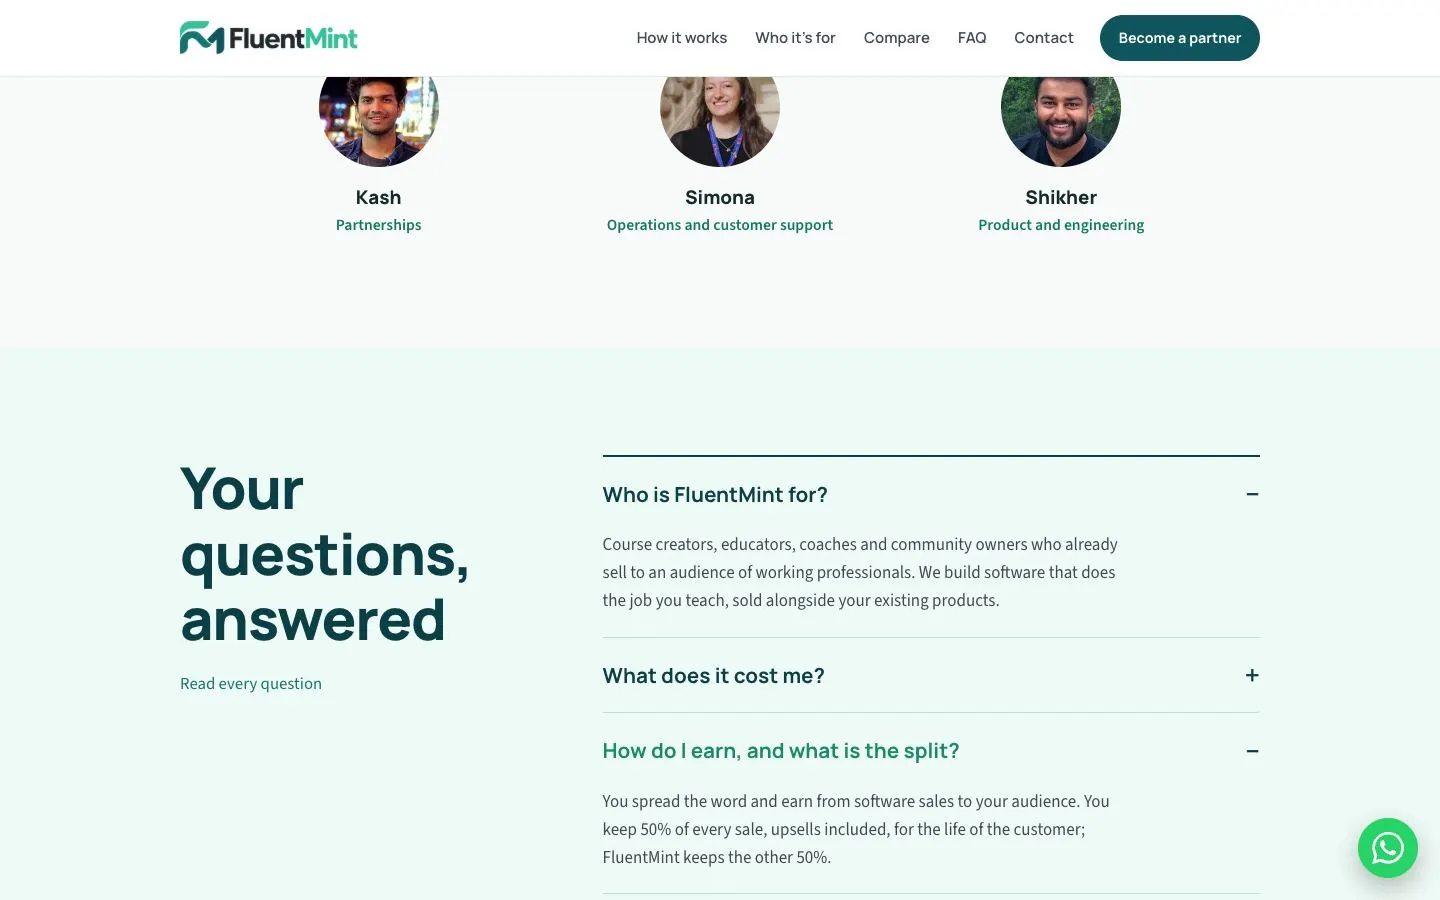 FluentMint
How it works
Who it's for
Compare
FAQ
Contact
Become a partner
Kash
Partnerships
Simona
Operations and customer support
Shikher
Product and engineering
Your
questions,
answered
Read every question
Who is FluentMint for?
–
Course creators, educators, coaches and community owners who already
sell to an audience of working professionals. We build software that does
the job you teach, sold alongside your existing products.
What does it cost me?
+
How do I earn, and what is the split?
–
You spread the word and earn from software sales to your audience. You
keep 50% of every sale, upsells included, for the life of the customer;
FluentMint keeps the other 50%.